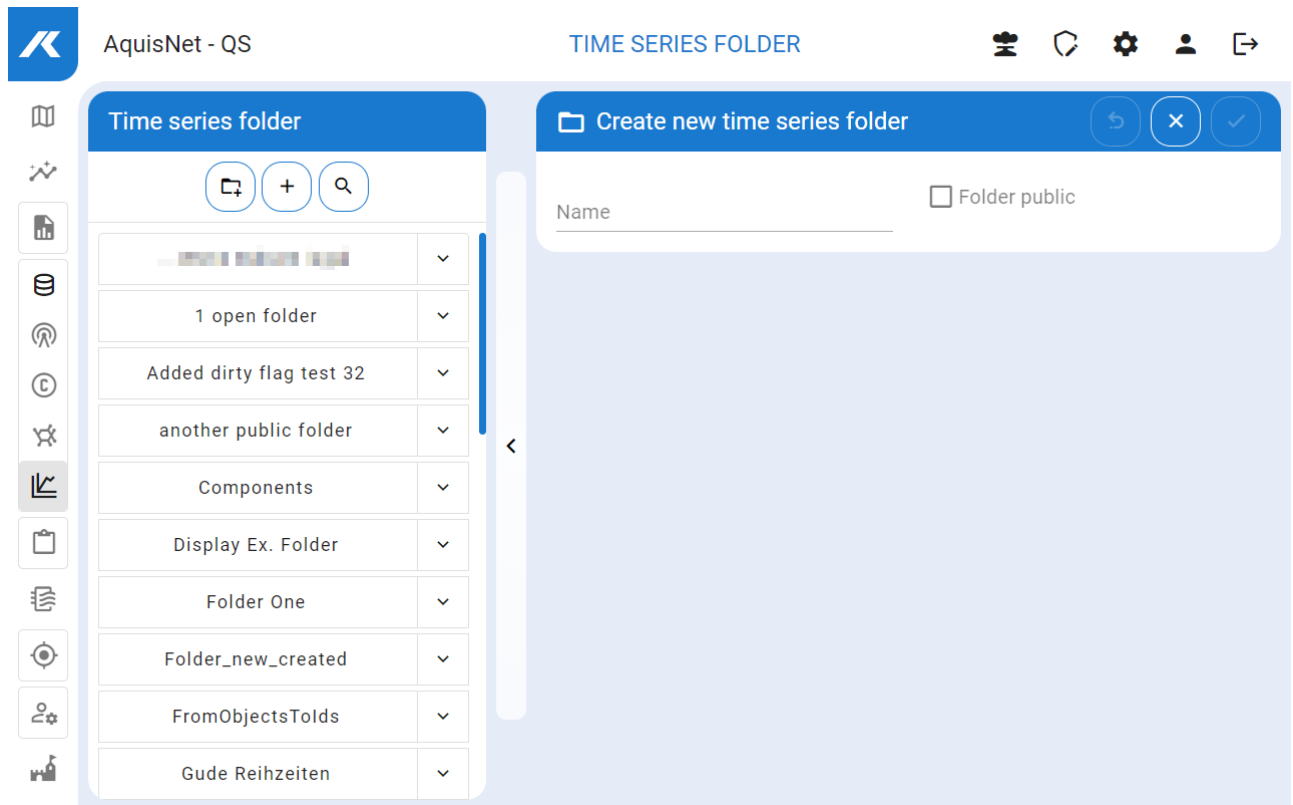 AquisNet - QS
TIME SERIES FOLDER
Time series folder
Create new time series folder
Name
Folder public
1 open folder
Added dirty flag test 32
another public folder
Components
Display Ex. Folder
Folder One
Folder_new_created
FromObjectsToIds
Gude Reihzeiten